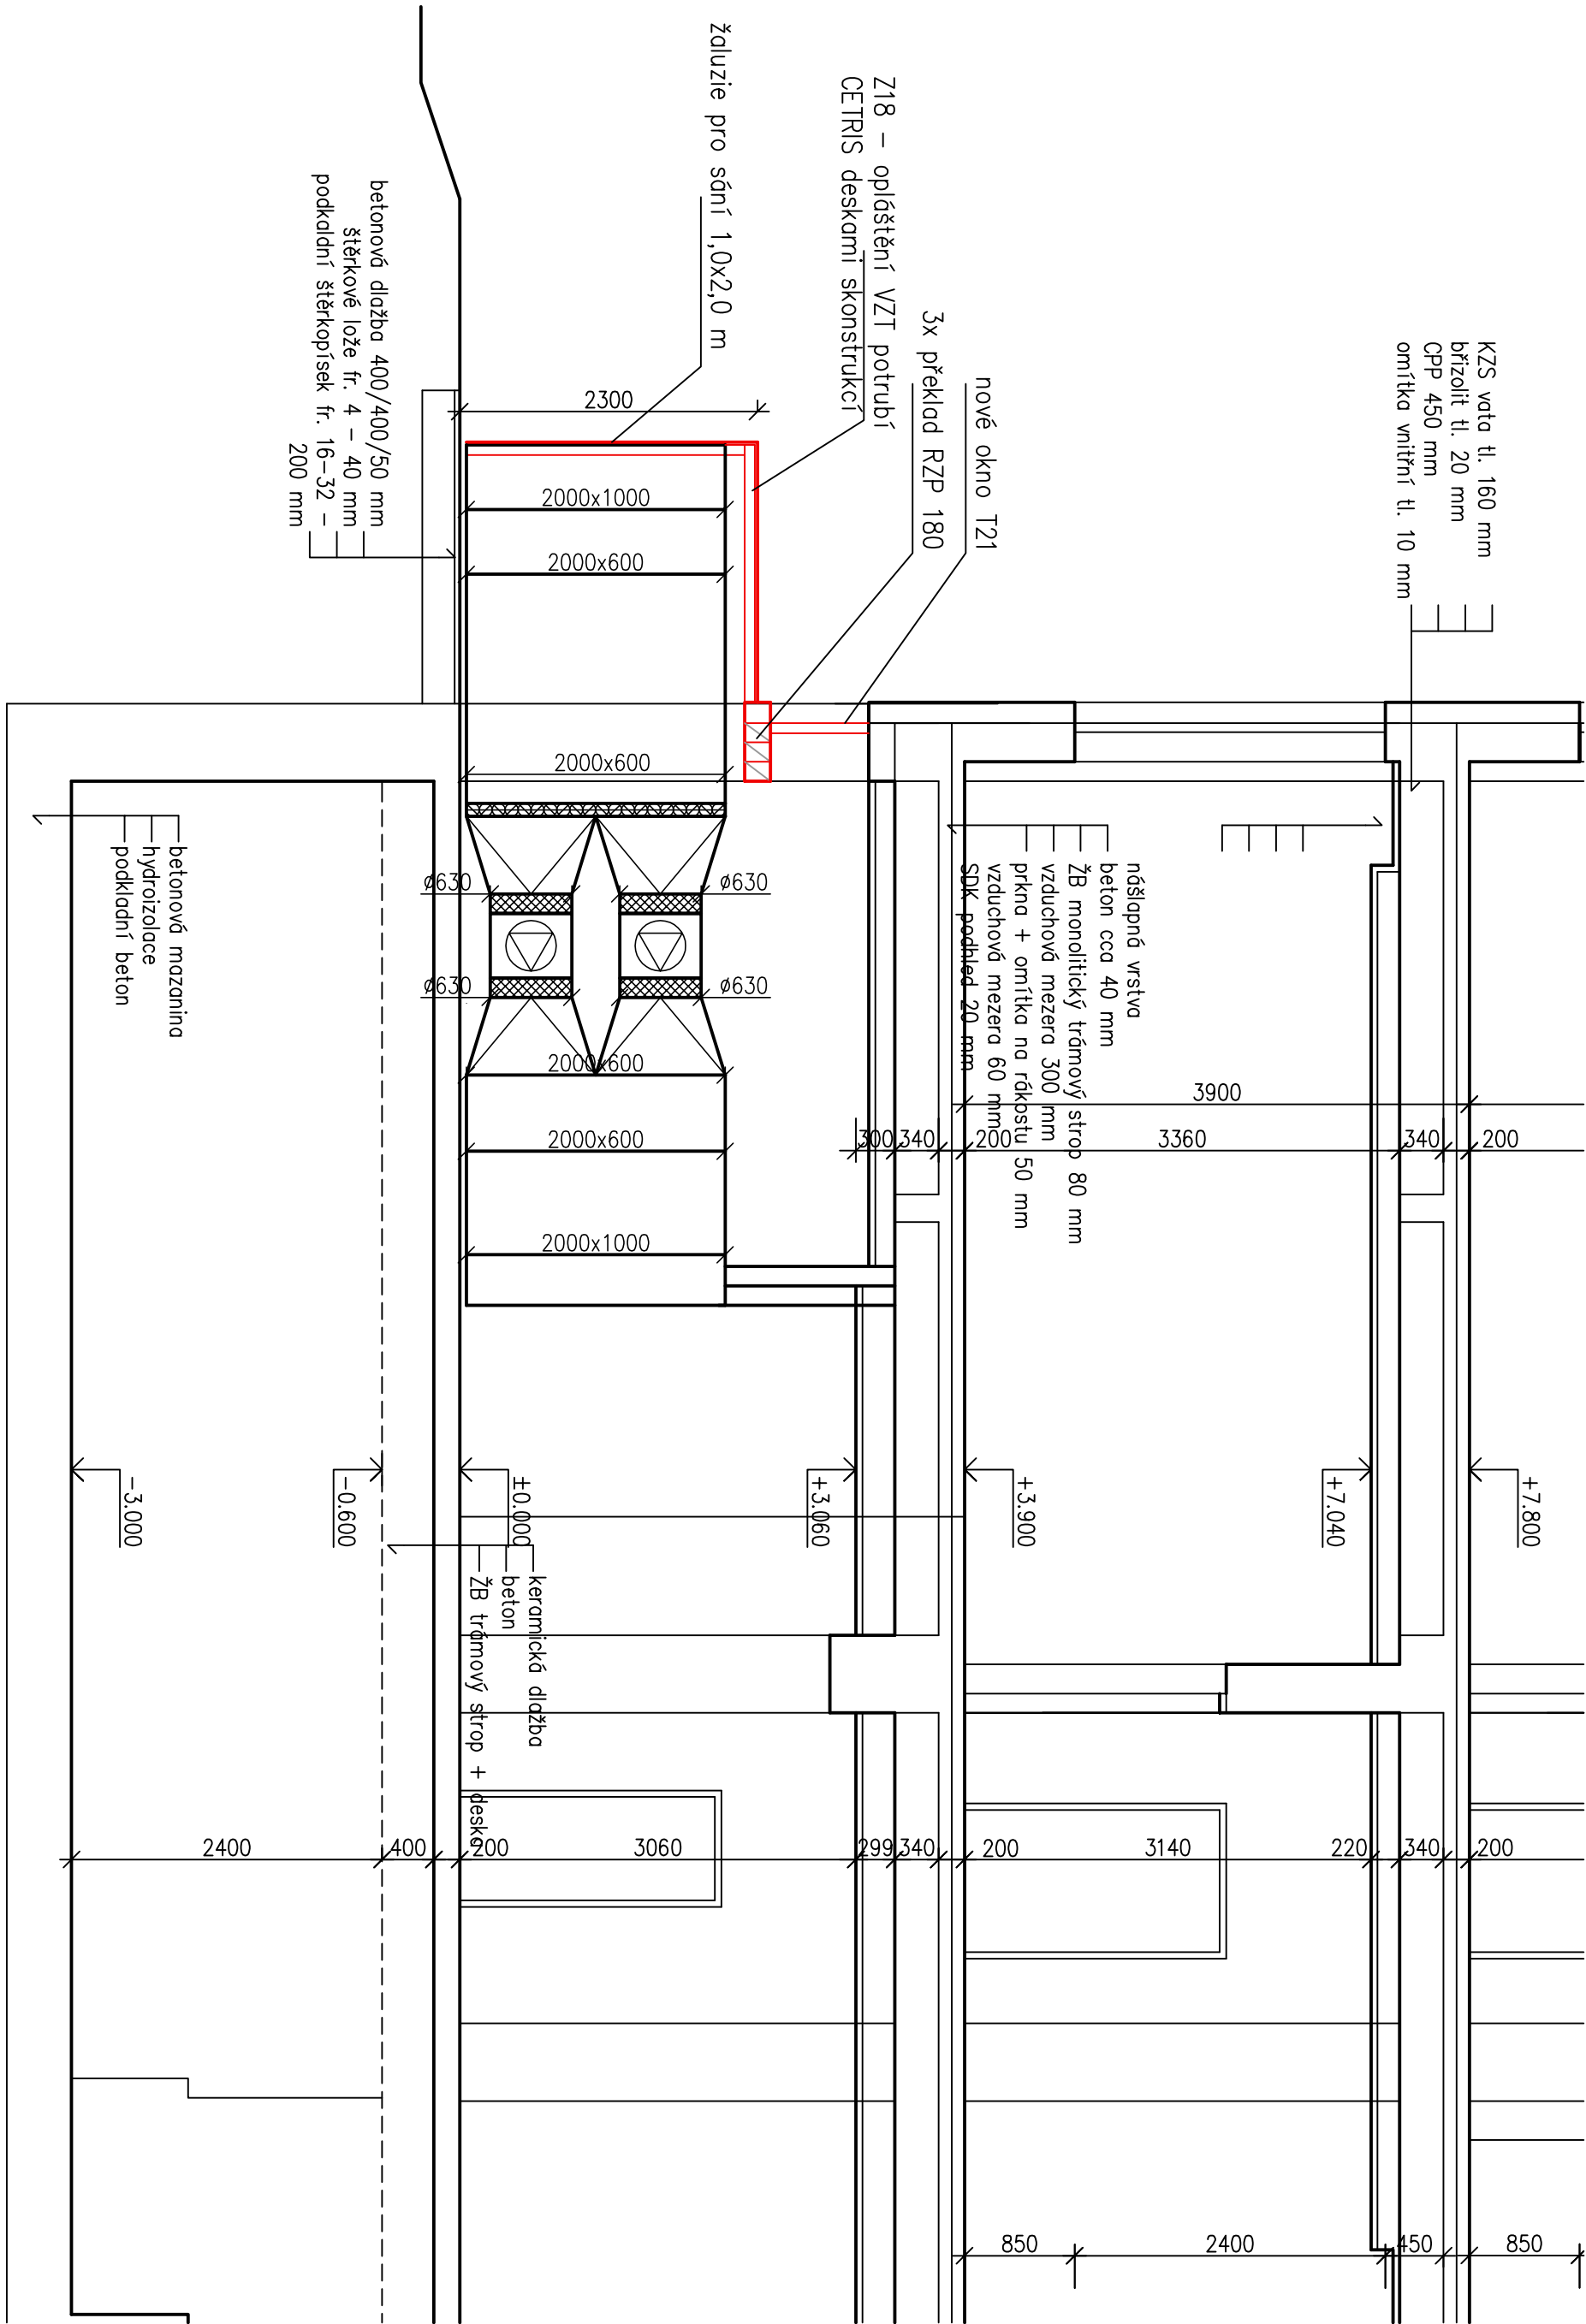 KZS vata tl. 160 mm
břizolit tl. 20 mm
CPP 450 mm
omítka vnitřní tl. 10 mm
nové okno T21
3x překlad RZP 180
Z18 - opláštění VZT potrubí
CETRIS deskami skonstrukcí
žaluzie pro sání 1,0x2,0 m
betonová dlažba 400/400/50 mm
štěrkové lože fr. 4 - 40 mm
podkaldní štěrkopísek fr. 16-32 -
200 mm
2300
2000x1000
2000x600
2000x600
ø630
ø630
ø630
ø630
2000x600
2000x600
2000x1000
nášlapná vrstva
beton cca 40 mm
ŽB monolitický trámový strop 80 mm
vzduchová mezera 300 mm
prkna + omítka na rákostu 50 mm
vzduchová mezera 60 mm
SDK podhled 20 mm
betonová mazanina
hydroizolace
podkladní beton
3900
300
340
200
3360
340
200
+7.800
+7.040
+3.900
+3.060
±0.000
-0.600
-3.000
keramická dlažba
beton
ŽB trámový strop + deska
2400
400
200
3060
299
340
200
3140
220
340
200
850
2400
450
850